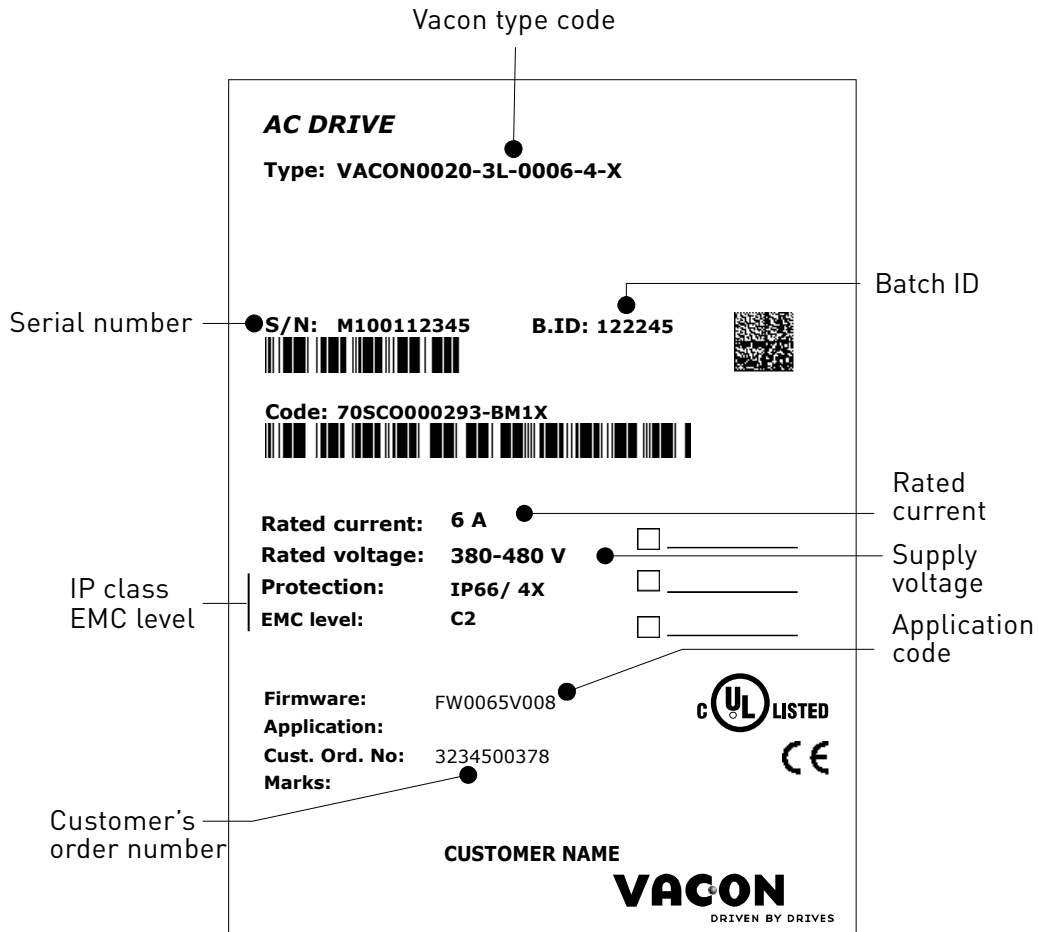 Vacon type code
AC DRIVE
Type: VACON0020-3L-0006-4-X
Batch ID
Serial number
S/N: M100112345 B.ID: 122245
Code: 70SCO000293-BM1X
Rated
current
Rated current: 6 A
Rated voltage: 380-480 V
Supply
voltage
IP class
EMC level
Protection: IP66/ 4X
EMC level: C2
Application
code
Firmware: FW0065V008
Application:
Cust. Ord. No: 3234500378
Marks:
C UL LISTED
CE
Customer's
order number
CUSTOMER NAME
VACON
DRIVEN BY DRIVES